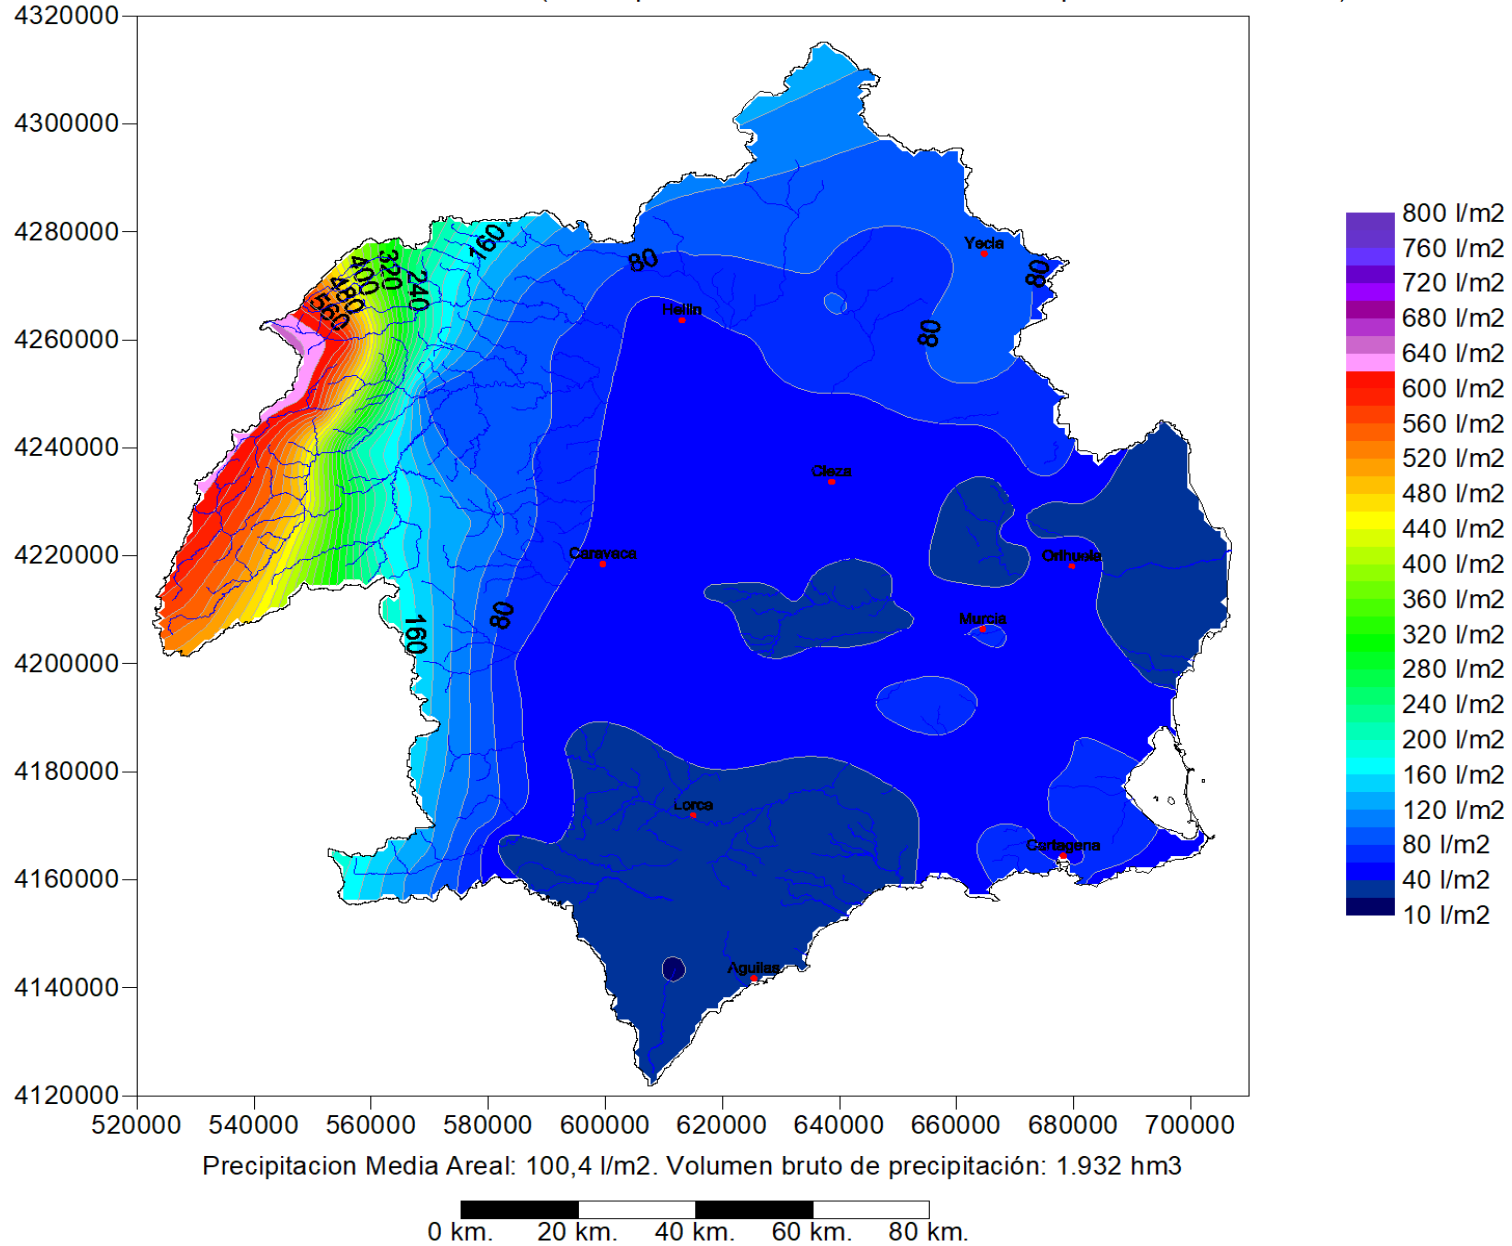 4320000
4300000
4280000
4260000
4240000
4220000
4200000
4180000
4160000
4140000
4120000
520000 540000 560000 580000 600000 620000 640000 660000 680000 700000
160
320
400
240
480
560
80
80
80
80
160
Yecla
Hellin
Cieza
Caravaca
Orihuela
Murcia
Lorca
Cartagena
Aguilas
800 l/m2
760 l/m2
720 l/m2
680 l/m2
640 l/m2
600 l/m2
560 l/m2
520 l/m2
480 l/m2
440 l/m2
400 l/m2
360 l/m2
320 l/m2
280 l/m2
240 l/m2
200 l/m2
160 l/m2
120 l/m2
80 l/m2
40 l/m2
10 l/m2
Precipitacion Media Areal: 100,4 l/m2. Volumen bruto de precipitación: 1.932 hm3
0 km. 20 km. 40 km. 60 km. 80 km.